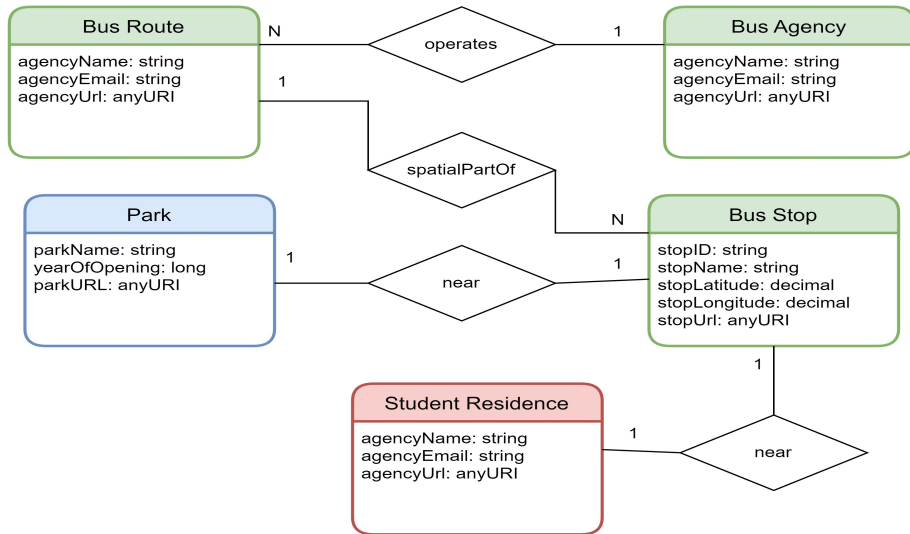 Bus Route
agencyName: string
agencyEmail: string
agencyUrl: anyURI
N
operates
1
Bus Agency
agencyName: string
agencyEmail: string
agencyUrl: anyURI
1
spatialPartOf
N
Park
parkName: string
yearOfOpening: long
parkURL: anyURI
1
near
1
Bus Stop
stopID: string
stopName: string
stopLatitude: decimal
stopLongitude: decimal
stopUrl: anyURI
1
Student Residence
agencyName: string
agencyEmail: string
agencyUrl: anyURI
1
near